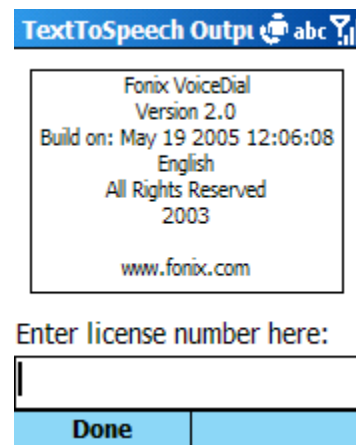 TextToSpeech Outpu abc
Fonix VoiceDial
Version 2.0
Build on: May 19 2005 12:06:08
English
All Rights Reserved
2003
www.fonix.com
Enter license number here:
Done